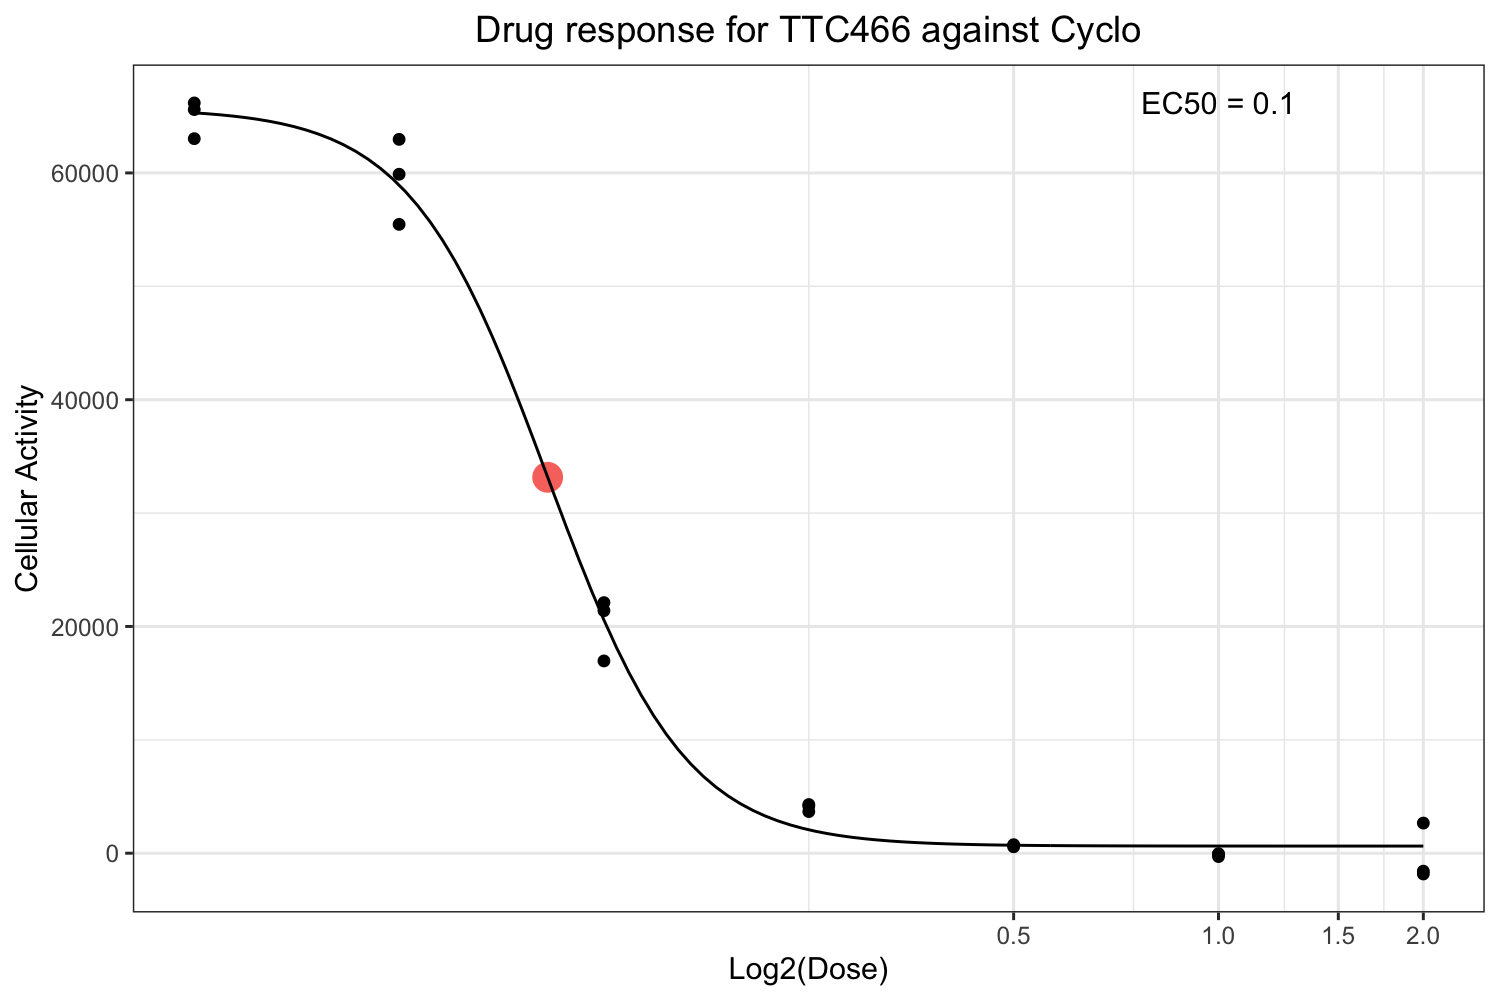 Drug response for TTC466 against Cyclo
EC50 = 0.1
60000
40000
20000
0
Cellular Activity
0.5 1.0 1.5 2.0
Log2(Dose)